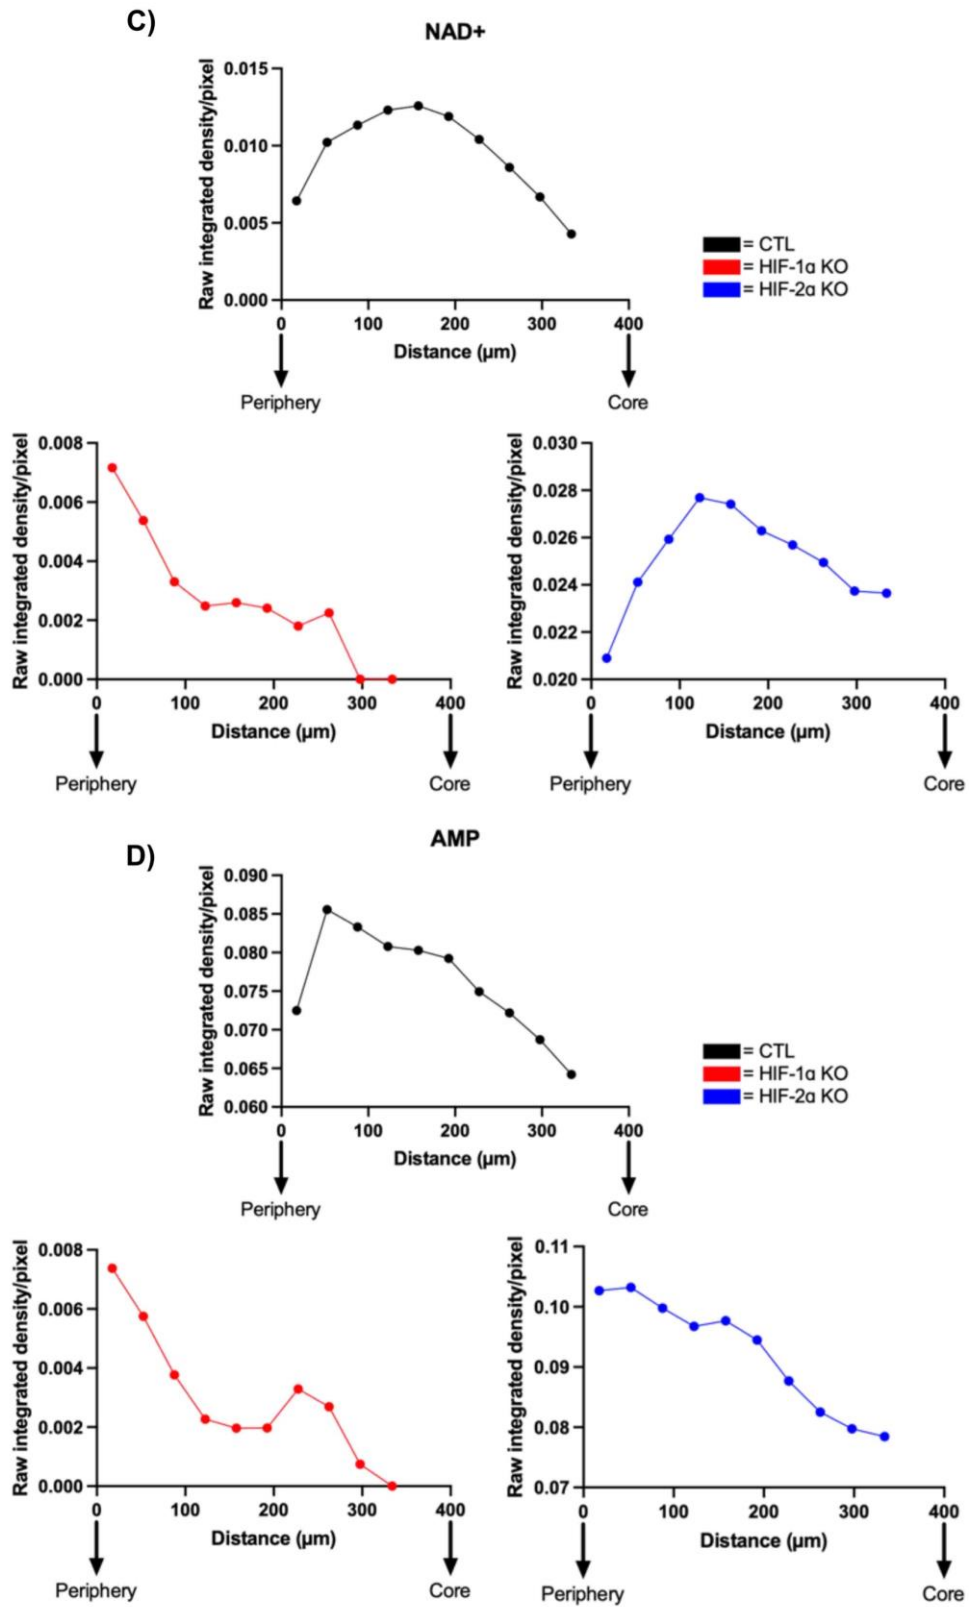 C)
NAD+
Raw integrated density/pixel
0.015
0.010
0.005
0.000
0 100 200 300 400
Distance (µm)
Periphery Core
= CTL
= HIF-1α KO
= HIF-2α KO
Raw integrated density/pixel
0.008
0.006
0.004
0.002
0.000
0 100 200 300 400
Distance (µm)
Periphery Core
Raw integrated density/pixel
0.030
0.028
0.026
0.024
0.022
0.020
0 100 200 300 400
Distance (µm)
Periphery Core
D)
AMP
Raw integrated density/pixel
0.090
0.085
0.080
0.075
0.070
0.065
0.060
0 100 200 300 400
Distance (µm)
Periphery Core
= CTL
= HIF-1α KO
= HIF-2α KO
Raw integrated density/pixel
0.008
0.006
0.004
0.002
0.000
0 100 200 300 400
Distance (µm)
Periphery Core
Raw integrated density/pixel
0.11
0.10
0.09
0.08
0.07
0 100 200 300 400
Distance (µm)
Periphery Core